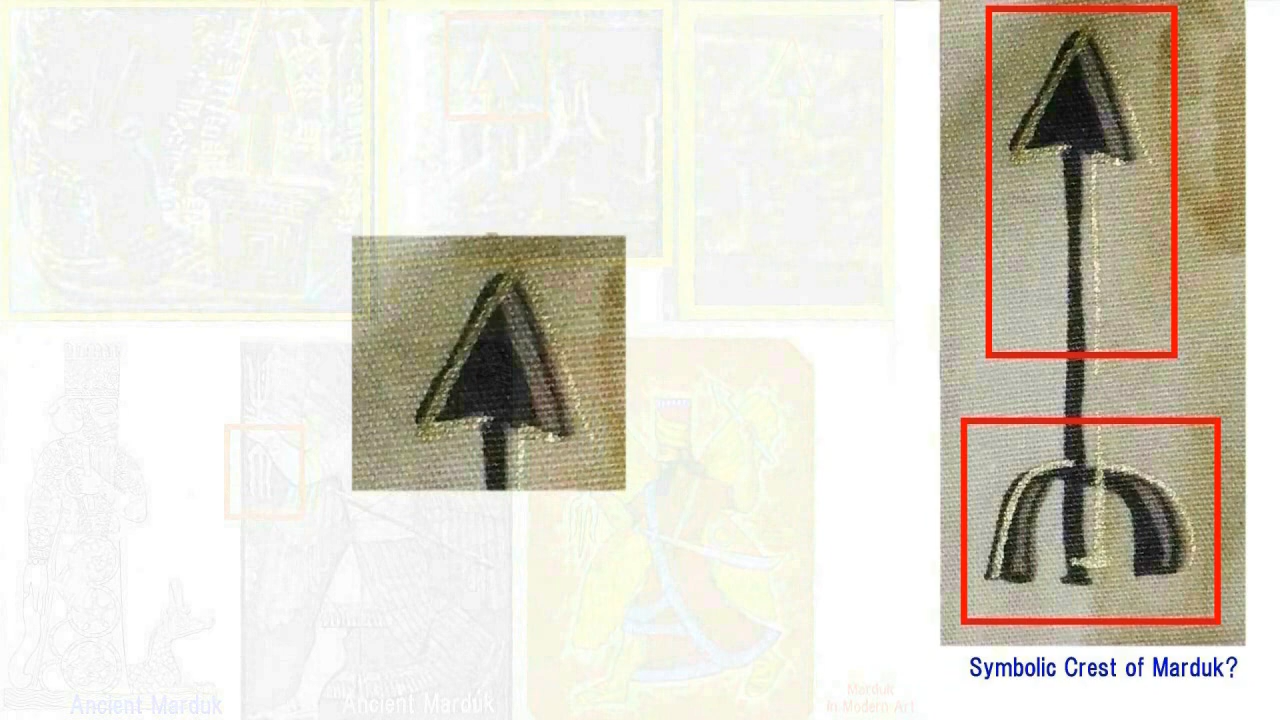 Symbolic Crest of Marduk?
Ancient Marduk
Ancient Marduk
Marduk
in Modern Art